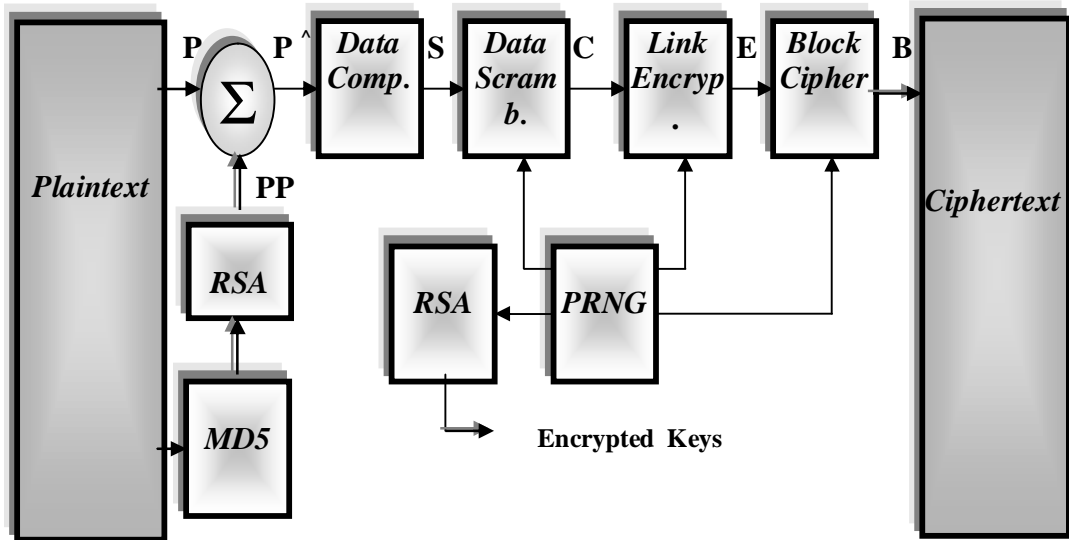 P
P ^
Data
Comp.
S
Data
Scram
b.
C
Link
Encryp
.
E
Block
Cipher
B
Σ
Plaintext
PP
Ciphertext
RSA
RSA
PRNG
MD5
Encrypted Keys